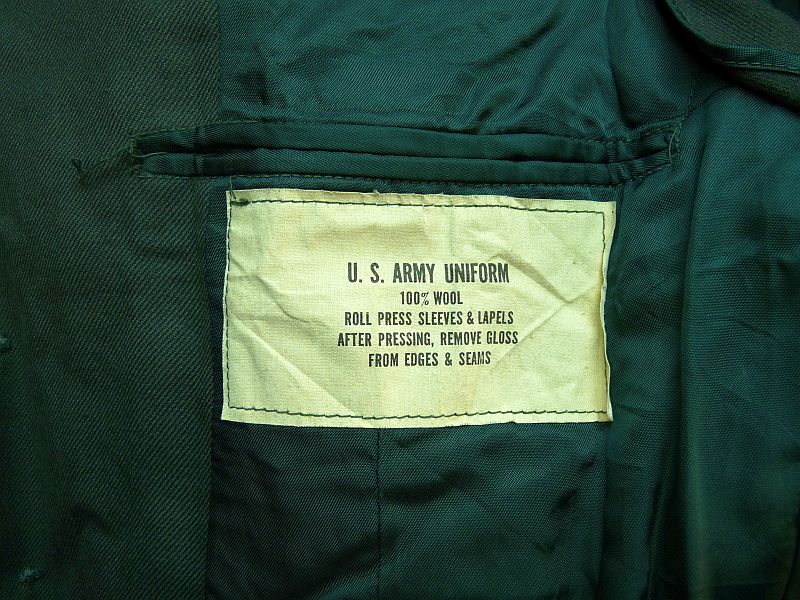 U. S. ARMY UNIFORM
100% WOOL
ROLL PRESS SLEEVES & LAPELS
AFTER PRESSING, REMOVE GLOSS
FROM EDGES & SEAMS